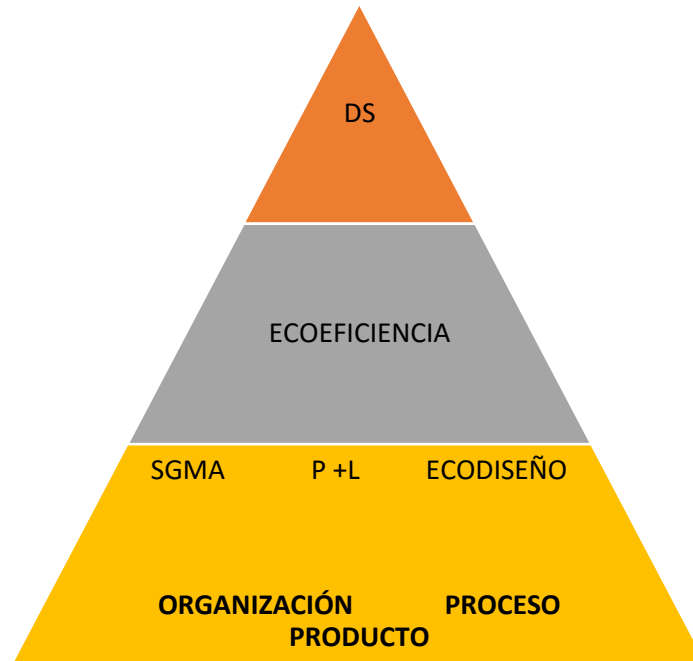 DS
ECOEFICIENCIA
SGMA P +L ECODISEÑO
ORGANIZACIÓN PROCESO
PRODUCTO